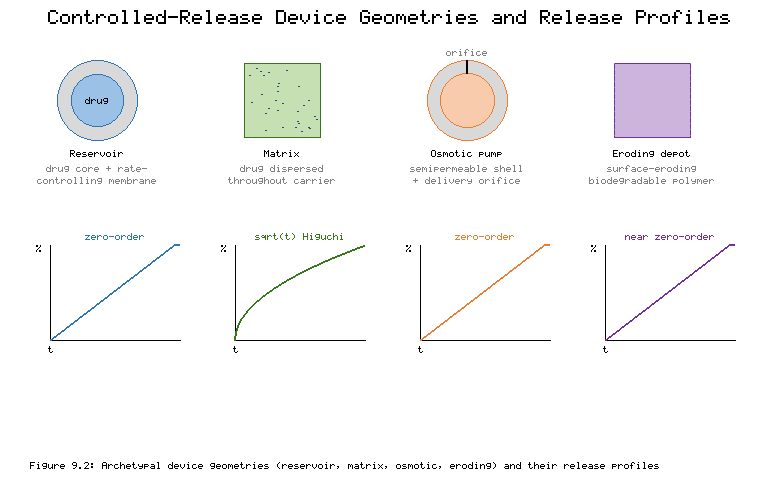 Controlled-Release Device Geometries and Release Profiles
orifice
drug
Reservoir
drug core + rate-
controlling membrane
Matrix
drug dispersed
throughout carrier
Osmotic pump
semipermeable shell
+ delivery orifice
Eroding depot
surface-eroding
biodegradable polymer
zero-order
%
t
sqrt(t) Higuchi
%
t
zero-order
%
t
near zero-order
%
t
Figure 9.2: Archetypal device geometries (reservoir, matrix, osmotic, eroding) and their release profiles